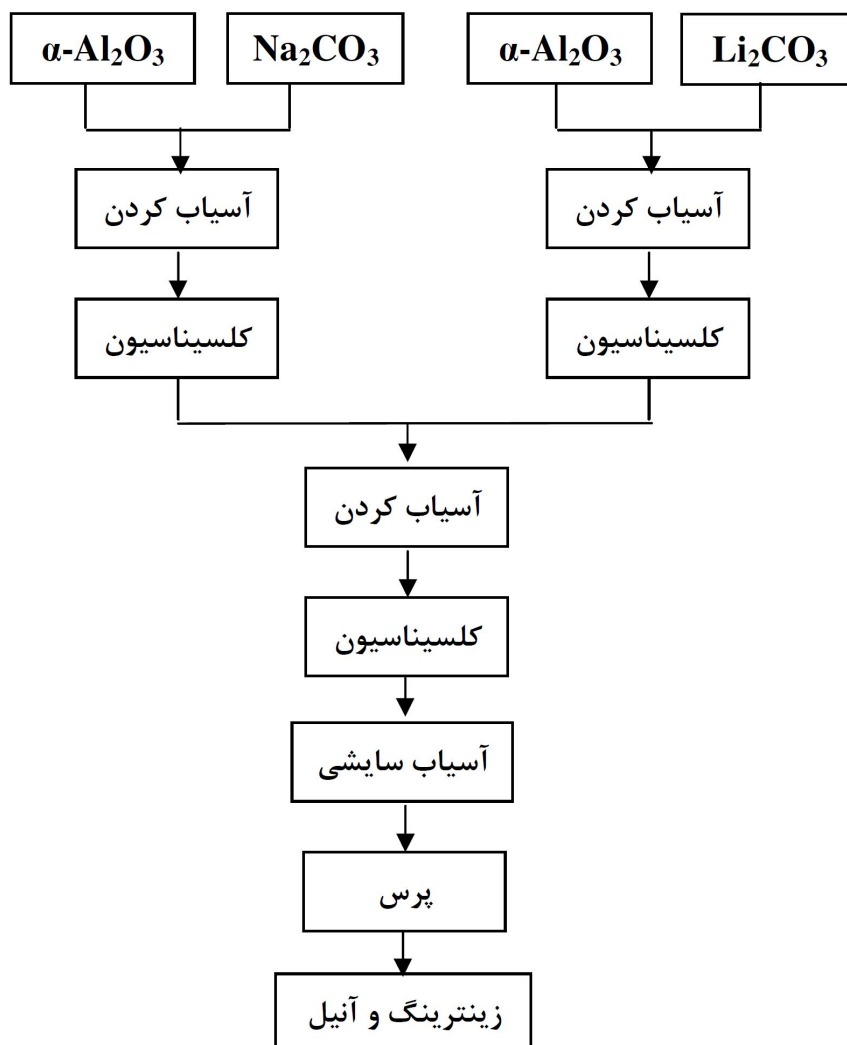 α-Al₂O₃
Na₂CO₃
α-Al₂O₃
Li₂CO₃
آسیاب کردن
آسیاب کردن
کلسیناسیون
کلسیناسیون
آسیاب کردن
کلسیناسیون
آسیاب سایشی
پرس
زینترینگ و آنیل